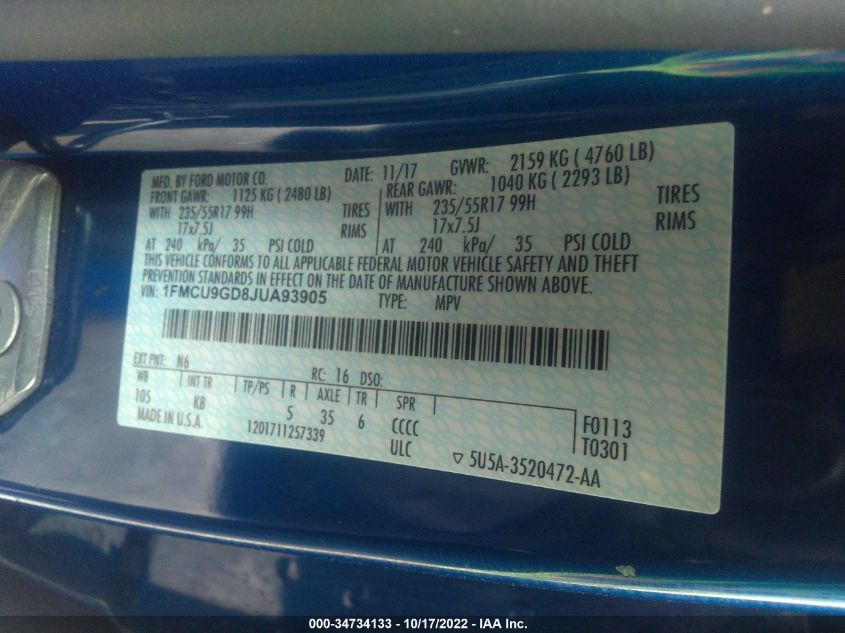 MFD. BY FORD MOTOR CO.
DATE: 11/17 GVWR: 2159 KG ( 4760 LB)
FRONT GAWR: 1125 KG ( 2480 LB)
REAR GAWR: 1040 KG ( 2293 LB)
WITH 235/55R17 99H TIRES
WITH 235/55R17 99H TIRES
17x7.5J RIMS
17x7.5J RIMS
AT 240 kPa/ 35 PSI COLD
AT 240 kPa/ 35 PSI COLD
THIS VEHICLE CONFORMS TO ALL APPLICABLE FEDERAL MOTOR VEHICLE SAFETY AND THEFT
PREVENTION STANDARDS IN EFFECT ON THE DATE OF MANUFACTURE SHOWN ABOVE.
VIN: 1FMCU9GD8JUA93905 TYPE: MPV
EXT PNT: N6 RC: 16 DSO:
WB INT TR TP/PS R AXLE TR SPR
105 KB 5 35 6 CCCC F0113
MADE IN U.S.A. 1201711257339 ULC T0301
▽ 5U5A-3520472-AA
000-34734133 - 10/17/2022 - IAA Inc.